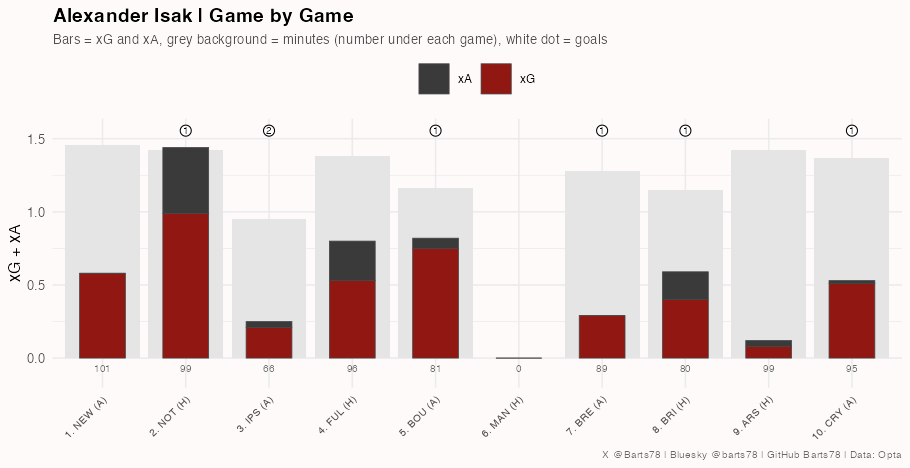 Alexander Isak | Game by Game
Bars = xG and xA, grey background = minutes (number under each game), white dot = goals
xA xG
1 2 1 1 1 1
1.5
1.0
0.5
0.0
xG + xA
101 99 66 96 81 0 89 80 99 95
1. NEW (A)
2. NOT (H)
3. IPS (A)
4. FUL (H)
5. BOU (A)
6. MAN (H)
7. BRE (A)
8. BRI (H)
9. ARS (H)
10. CRY (A)
X @Barts78 | Bluesky @barts78 | GitHub Barts78 | Data: Opta